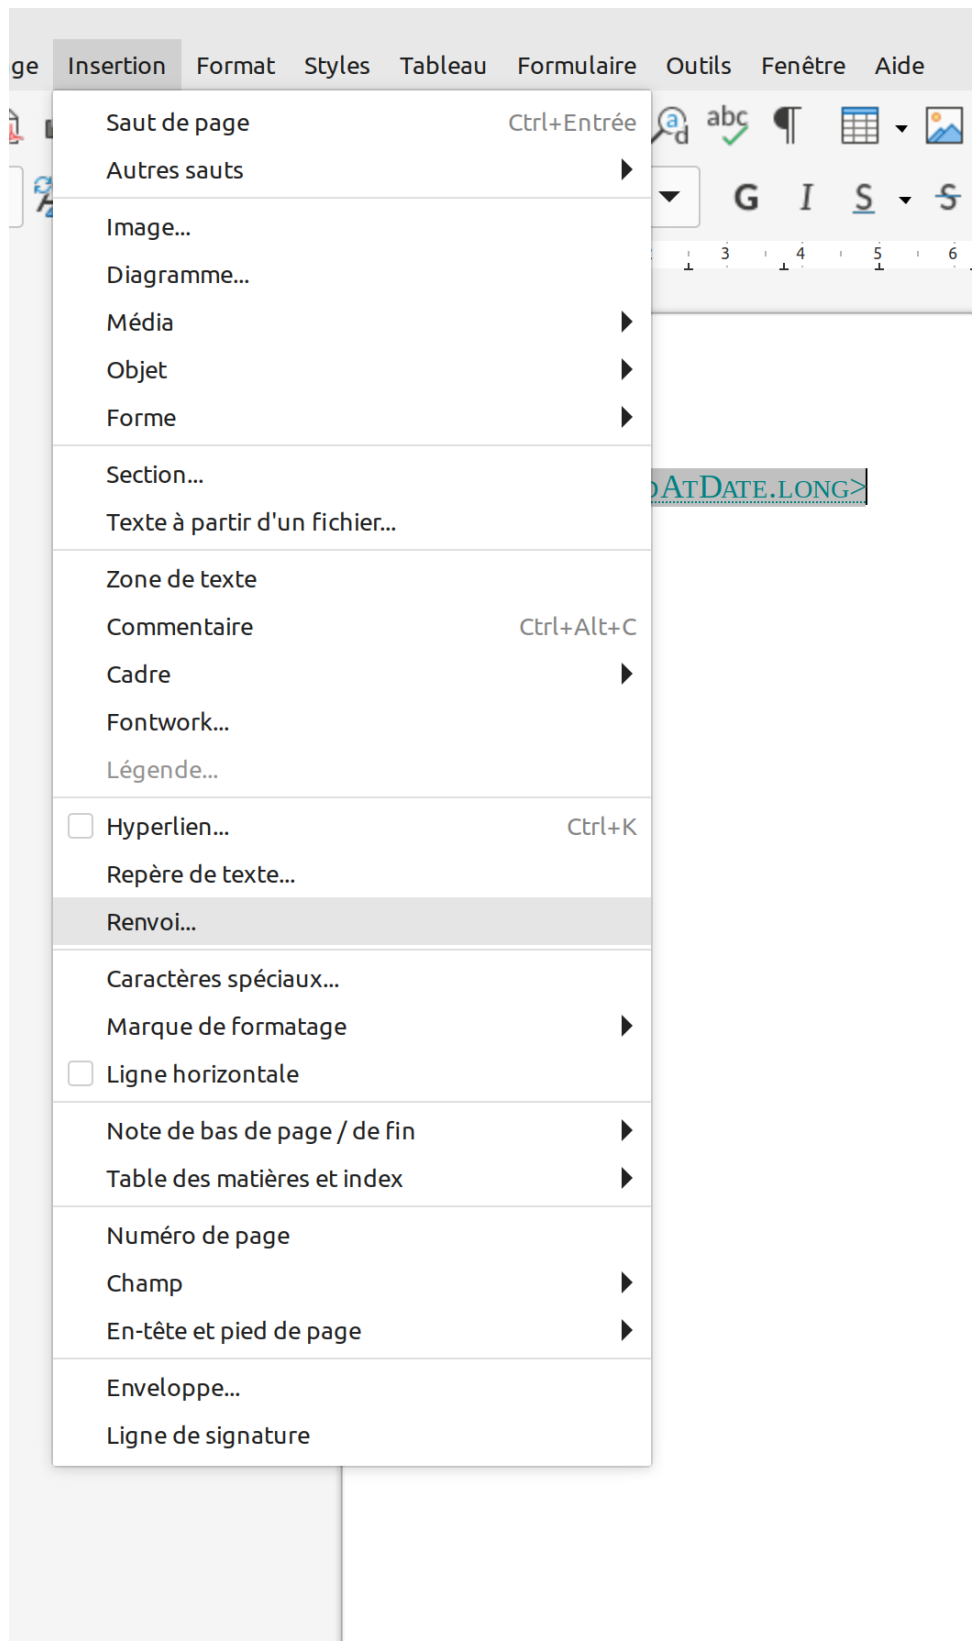 ge Insertion Format Styles Tableau Formulaire Outils Fenêtre Aide
Saut de page Ctrl+Entrée
Autres sauts
G I S S
Image...
3 4 5 6
Diagramme...
Média
Objet
Forme
Section...
AtDate.long>
Texte à partir d'un fichier...
Zone de texte
Commentaire Ctrl+Alt+C
Cadre
Fontwork...
Légende...
Hyperlien... Ctrl+K
Repère de texte...
Renvoi...
Caractères spéciaux...
Marque de formatage
Ligne horizontale
Note de bas de page / de fin
Table des matières et index
Numéro de page
Champ
En-tête et pied de page
Enveloppe...
Ligne de signature